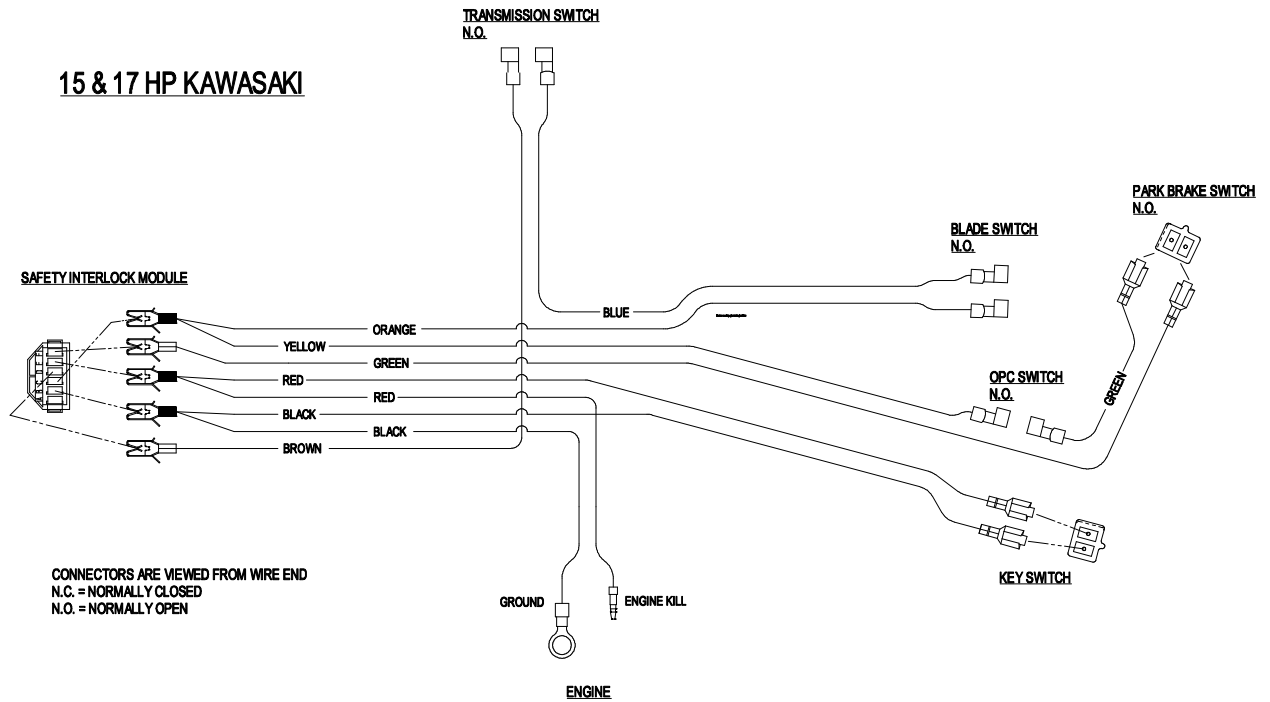 TRANSMISSION SWITCH
N.O.
15 & 17 HP KAWASAKI
PARK BRAKE SWITCH
N.O.
BLADE SWITCH
N.O.
SAFETY INTERLOCK MODULE
BLUE
ORANGE
YELLOW
GREEN
OPC SWITCH
N.O.
RED
GREEN
RED
BLACK
BLACK
BROWN
CONNECTORS ARE VIEWED FROM WIRE END
N.C. = NORMALLY CLOSED
N.O. = NORMALLY OPEN
KEY SWITCH
GROUND
ENGINE KILL
ENGINE